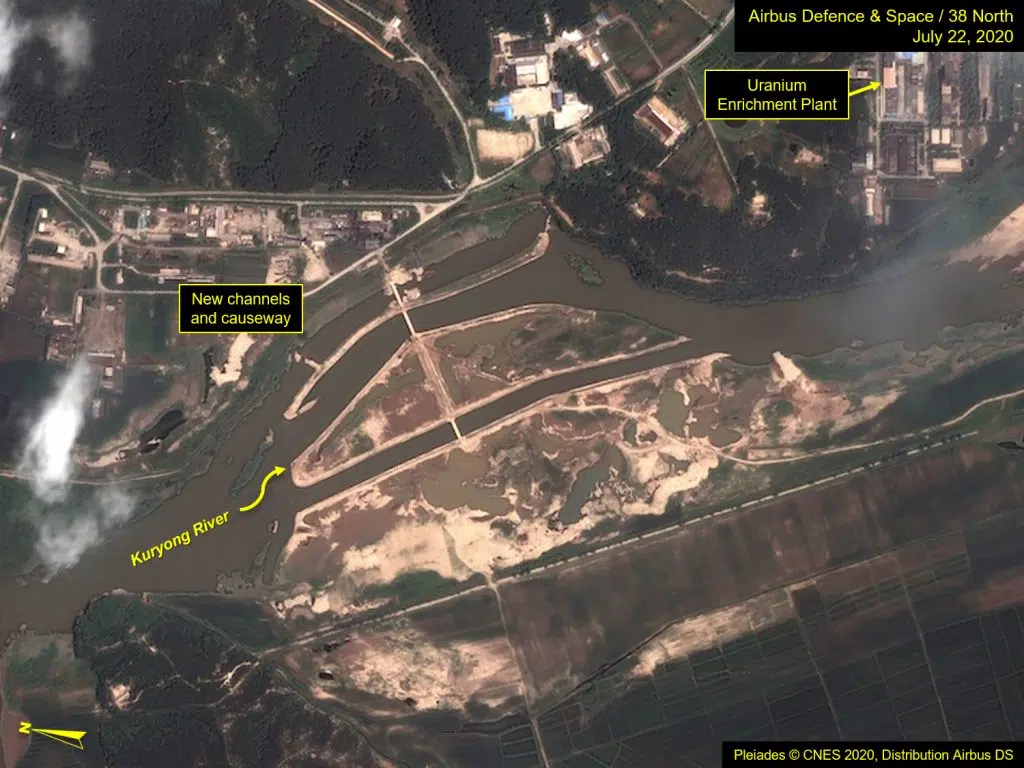 Airbus Defence & Space / 38 North
July 22, 2020
Uranium
Enrichment Plant
New channels
and causeway
Kuryong River
N
Pleiades © CNES 2020, Distribution Airbus DS